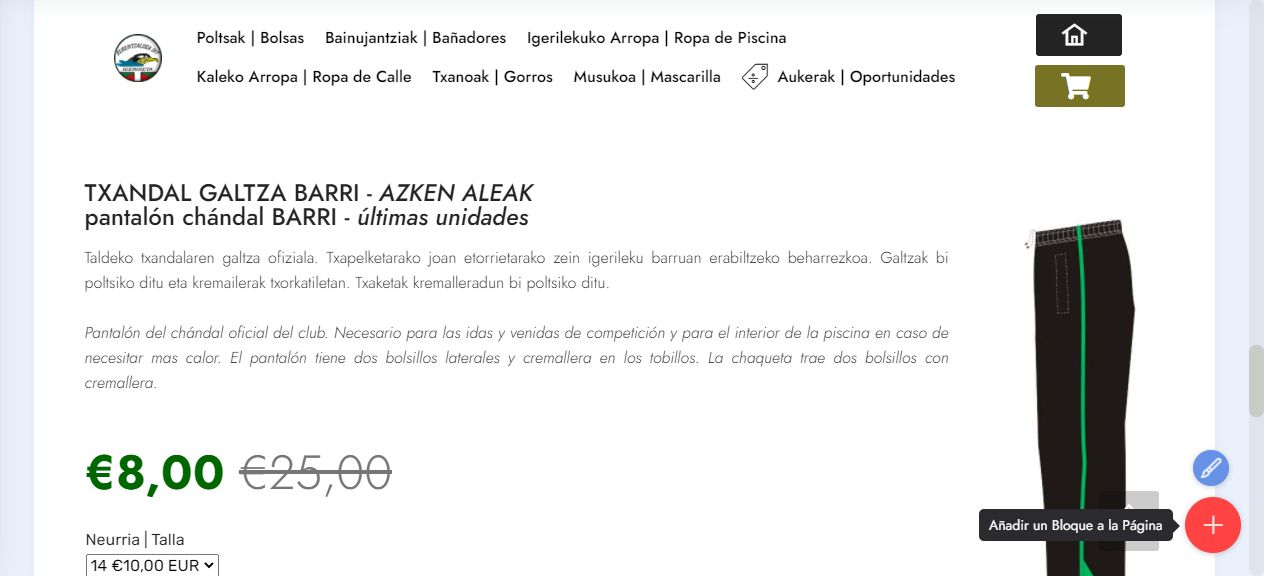 Poltsak | Bolsas Bainujantziak | Bañadores Igerilekuko Arropa | Ropa de Piscina
Kaleko Arropa | Ropa de Calle Txanoak | Gorros Musukoa | Mascarilla Aukerak | Oportunidades
TXANDAL GALTZA BARRI - AZKEN ALEAK
pantalón chándal BARRI - últimas unidades
Taldeko txandalaren galtza ofiziala. Txapelketarako joan etorrietarako zein igerileku barruan erabiltzeko beharrezkoa. Galtzak bi
poltsiko ditu eta kremailerak txorkatiletan. Txaketak kremalleradun bi poltsiko ditu.
Pantalón del chándal oficial del club. Necesario para las idas y venidas de competición y para el interior de la piscina en caso de
necesitar mas calor. El pantalón tiene dos bolsillos laterales y cremallera en los tobillos. La chaqueta trae dos bolsillos con
cremallera.
€8,00 €25,00
Añadir un Bloque a la Página
Neurria | Talla
14 €10,00 EUR